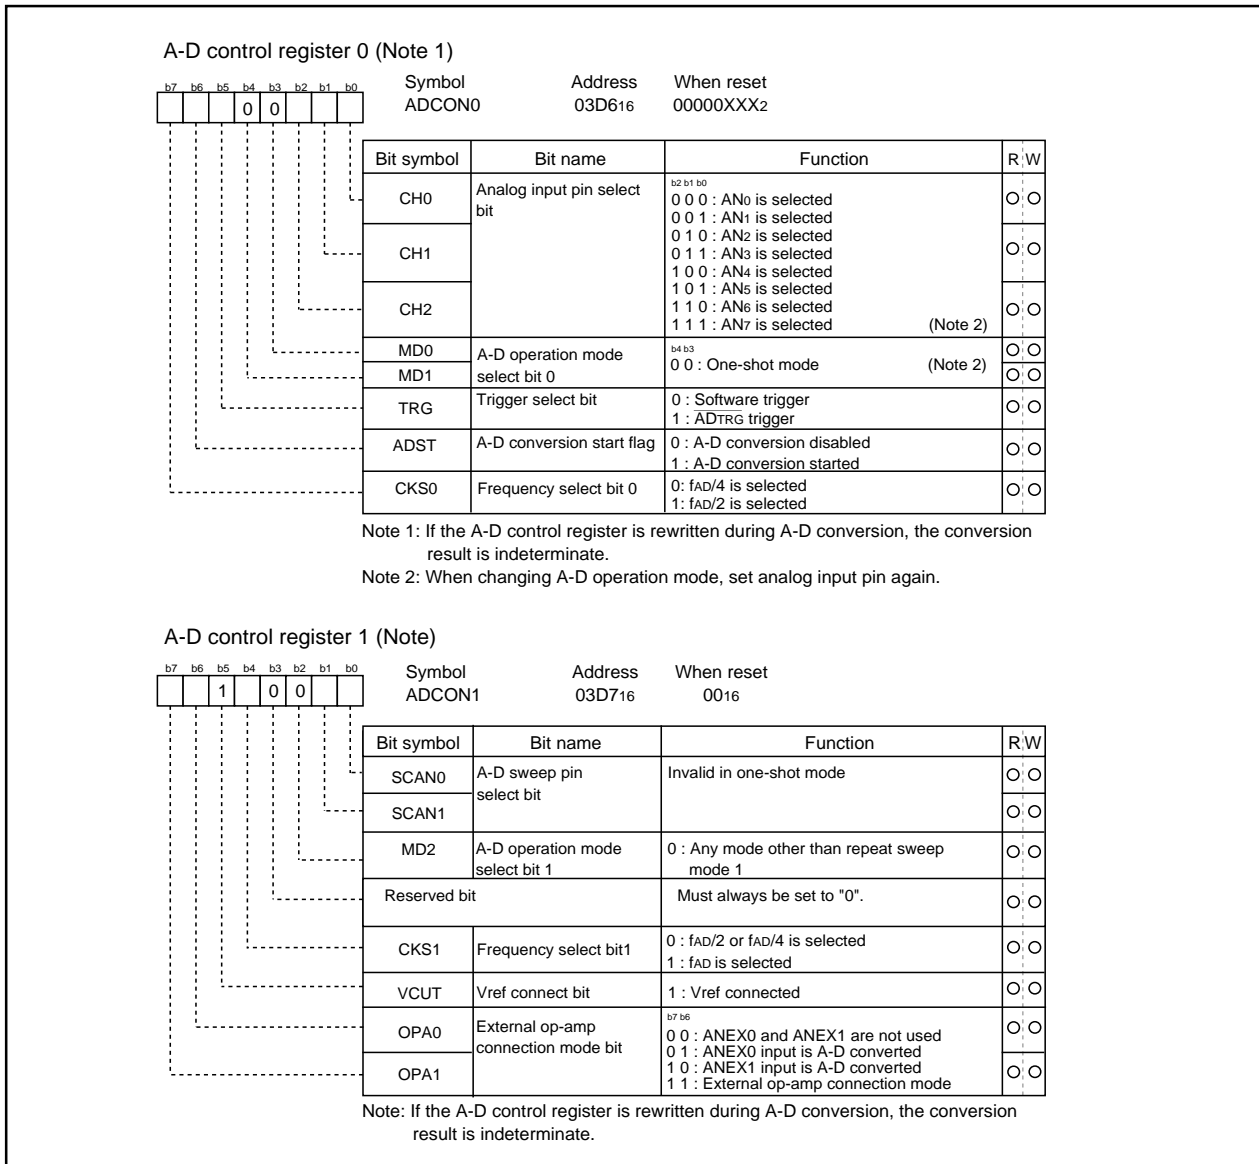 A-D control register 0 (Note 1)
b7 b6 b5 b4 b3 b2 b1 b0
0 0
Symbol Address When reset
ADCON0 03D616 00000XXX2
Bit symbol Bit name Function R W
CH0 Analog input pin select bit
b2 b1 b0
0 0 0 : AN0 is selected
0 0 1 : AN1 is selected
0 1 0 : AN2 is selected
CH1
0 1 1 : AN3 is selected
1 0 0 : AN4 is selected
1 0 1 : AN5 is selected
CH2
1 1 0 : AN6 is selected
1 1 1 : AN7 is selected (Note 2)
MD0
MD1
A-D operation mode
select bit 0
b4 b3
0 0 : One-shot mode (Note 2)
TRG Trigger select bit
0 : Software trigger
1 : ADTRG trigger
ADST A-D conversion start flag
0 : A-D conversion disabled
1 : A-D conversion started
CKS0 Frequency select bit 0
0: fAD/4 is selected
1: fAD/2 is selected
Note 1: If the A-D control register is rewritten during A-D conversion, the conversion
result is indeterminate.
Note 2: When changing A-D operation mode, set analog input pin again.
A-D control register 1 (Note)
b7 b6 b5 b4 b3 b2 b1 b0
1 0 0
Symbol Address When reset
ADCON1 03D716 0016
Bit symbol Bit name Function R W
SCAN0
SCAN1
A-D sweep pin
select bit
Invalid in one-shot mode
MD2
A-D operation mode
select bit 1
0 : Any mode other than repeat sweep
mode 1
Reserved bit Must always be set to "0".
CKS1 Frequency select bit1
0 : fAD/2 or fAD/4 is selected
1 : fAD is selected
VCUT Vref connect bit 1 : Vref connected
OPA0
OPA1
External op-amp
connection mode bit
b7 b6
0 0 : ANEX0 and ANEX1 are not used
0 1 : ANEX0 input is A-D converted
1 0 : ANEX1 input is A-D converted
1 1 : External op-amp connection mode
Note: If the A-D control register is rewritten during A-D conversion, the conversion
result is indeterminate.